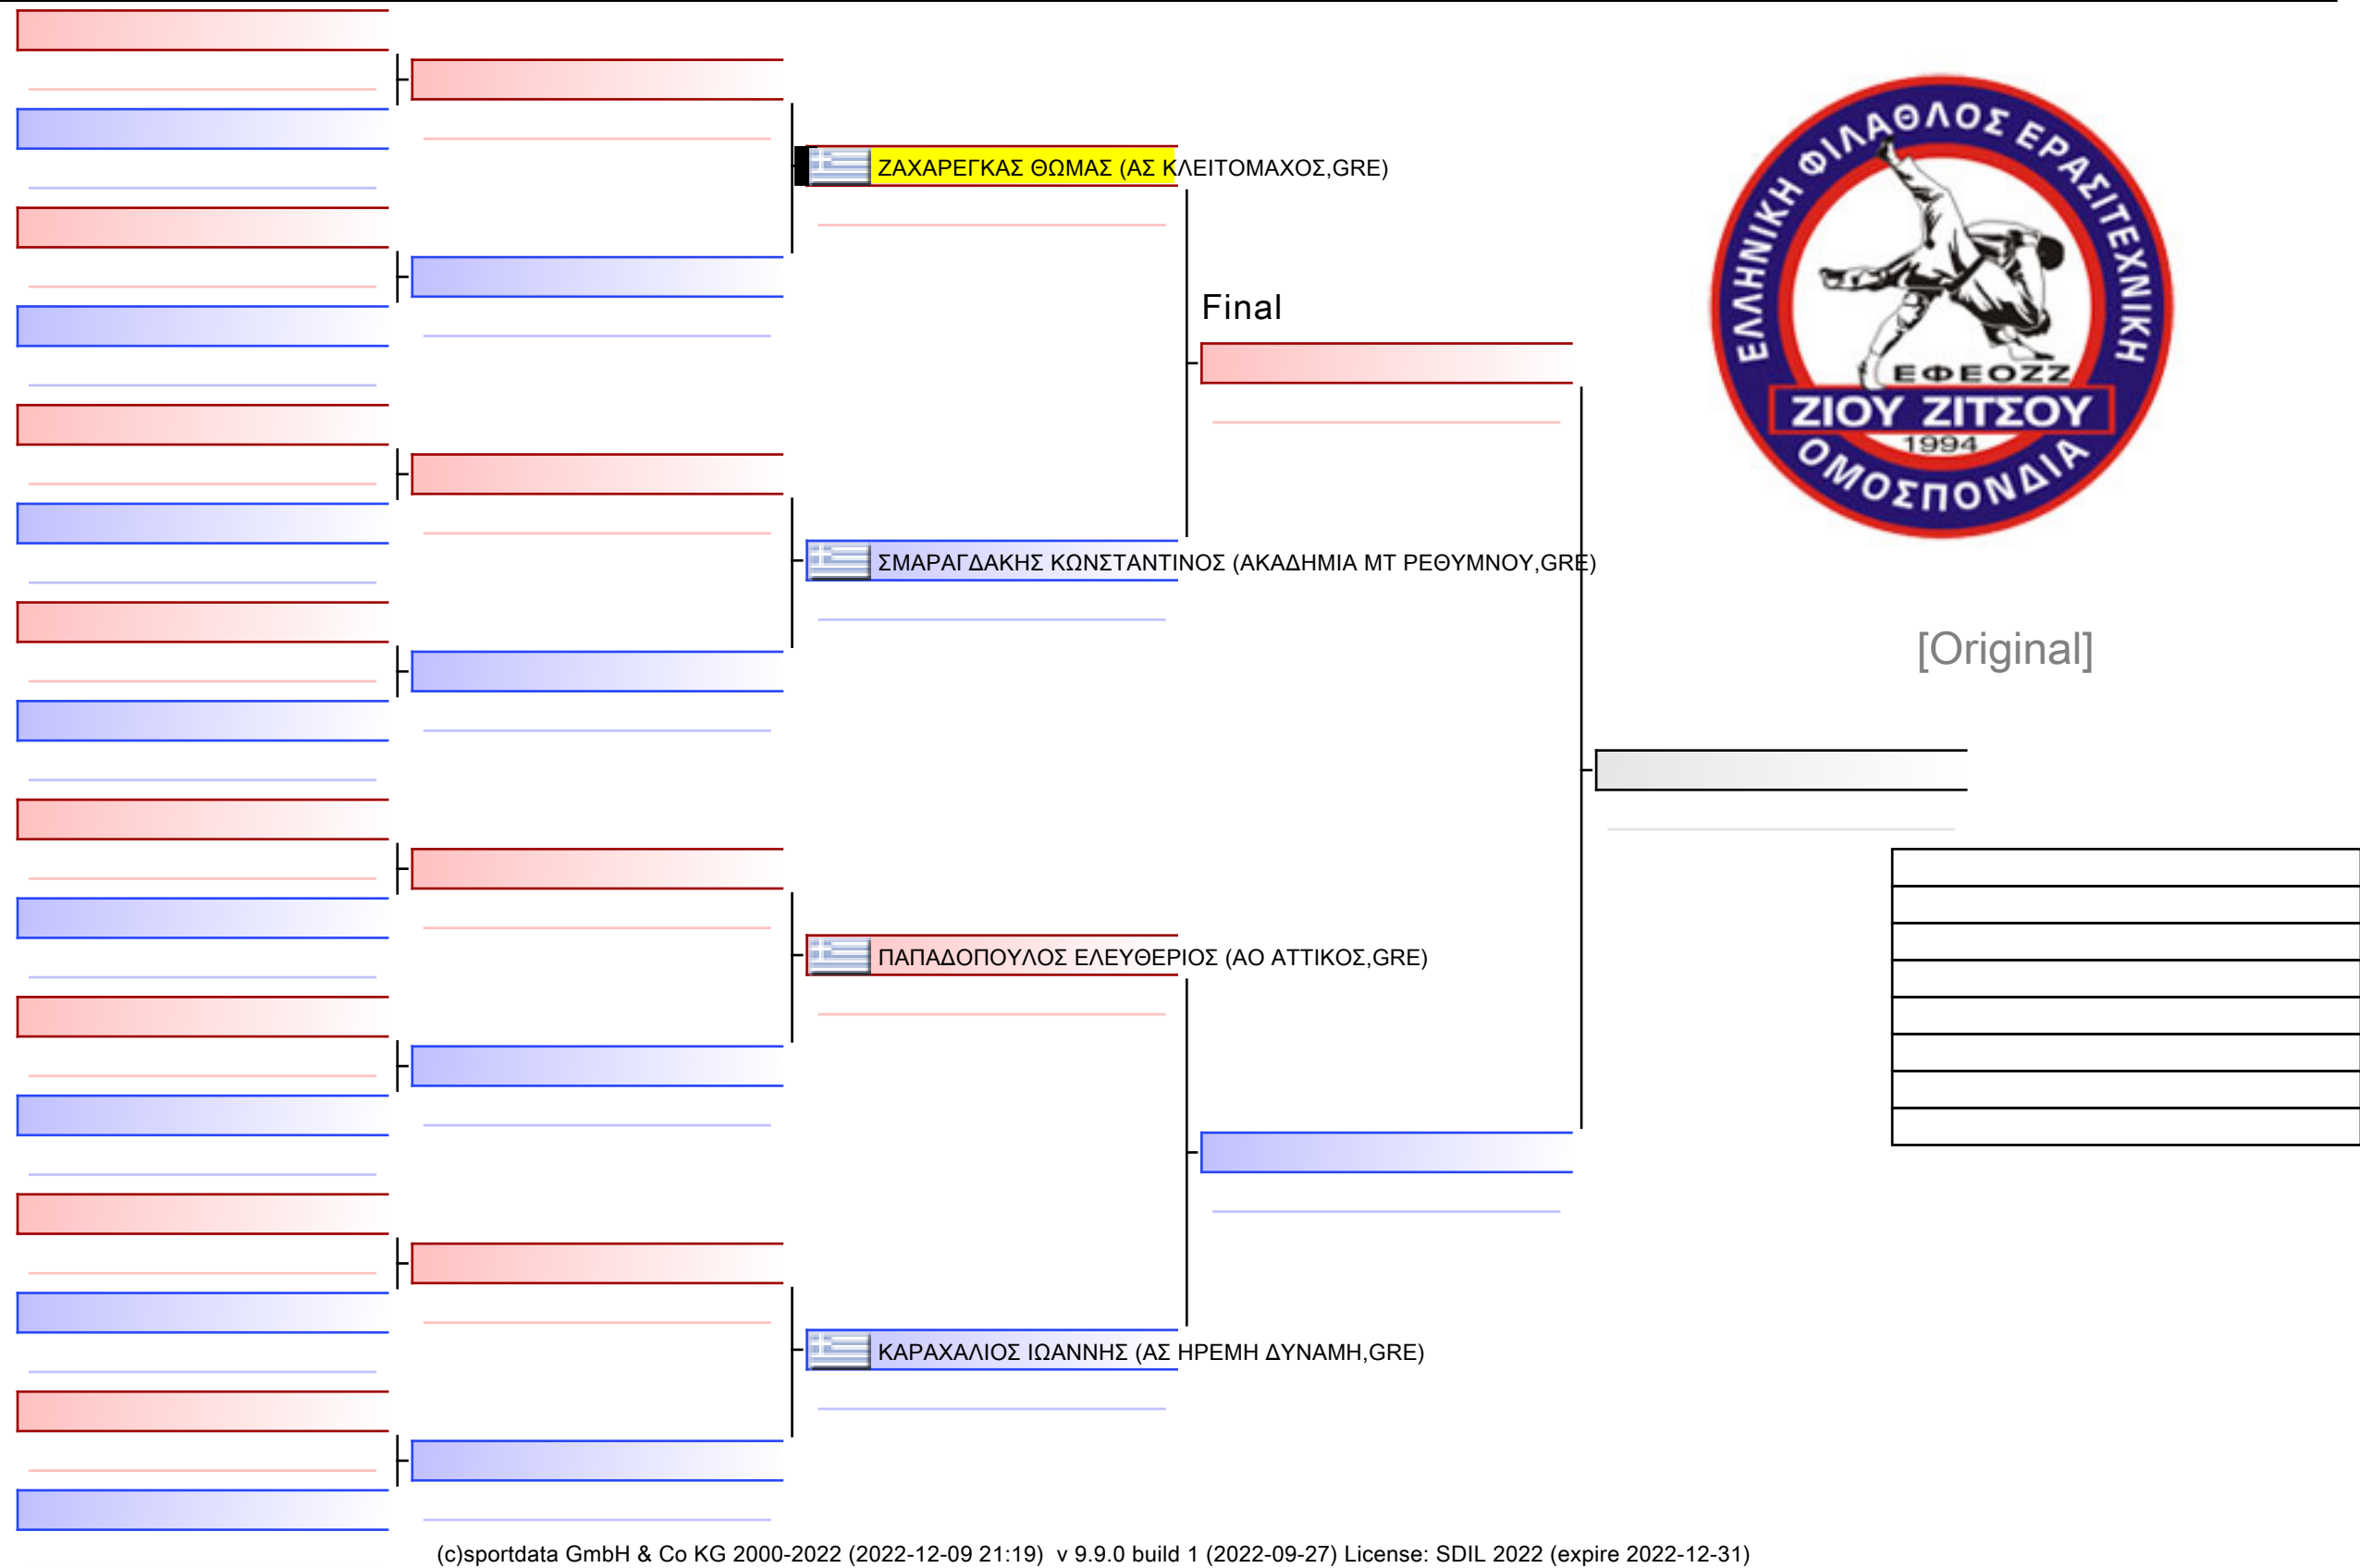 ΕΛΛΗΝΙΚΗ ΦΙΛΑΘΛΟΣ ΕΡΑΣΙΤΕΧΝΙΚΗ
ΖΑΧΑΡΕΓΚΑΣ ΘΩΜΑΣ (ΑΣ ΚΛΕΙΤΟΜΑΧΟΣ,GRE)
Final
ΕΦΕΟΖΖ
ΖΙΟΥ ΖΙΤΣΟΥ
1994
ΟΜΟΣΠΟΝΔΙΑ
ΣΜΑΡΑΓΔΑΚΗΣ ΚΩΝΣΤΑΝΤΙΝΟΣ (ΑΚΑΔΗΜΙΑ ΜΤ ΡΕΘΥΜΝΟΥ,GRE)
[Original]
ΠΑΠΑΔΟΠΟΥΛΟΣ ΕΛΕΥΘΕΡΙΟΣ (ΑΟ ΑΤΤΙΚΟΣ,GRE)
ΚΑΡΑΧΑΛΙΟΣ ΙΩΑΝΝΗΣ (ΑΣ ΗΡΕΜΗ ΔΥΝΑΜΗ,GRE)
(c)sportdata GmbH & Co KG 2000-2022 (2022-12-09 21:19) v 9.9.0 build 1 (2022-09-27) License: SDIL 2022 (expire 2022-12-31)